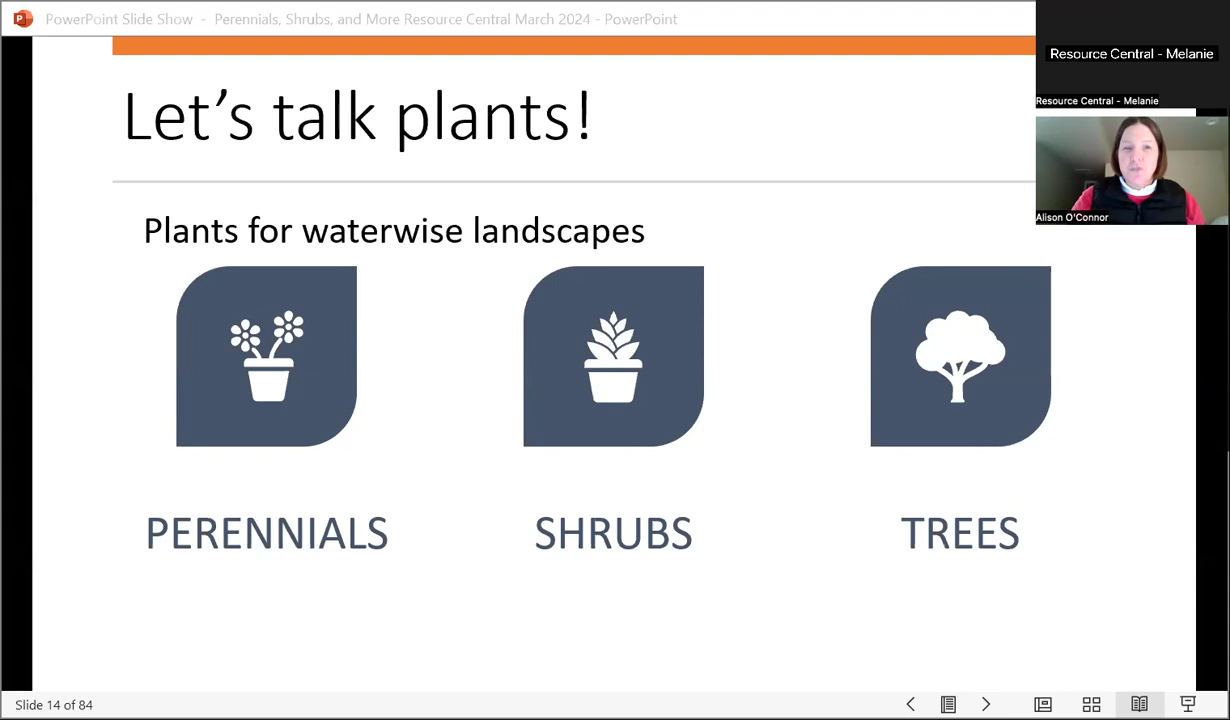 PowerPoint Slide Show - Perennials, Shrubs, and More Resource Central March 2024 - PowerPoint
Resource Central - Melanie
Resource Central - Melanie
Alison O'Connor
Let's talk plants!
Plants for waterwise landscapes
PERENNIALS
SHRUBS
TREES
Slide 14 of 84